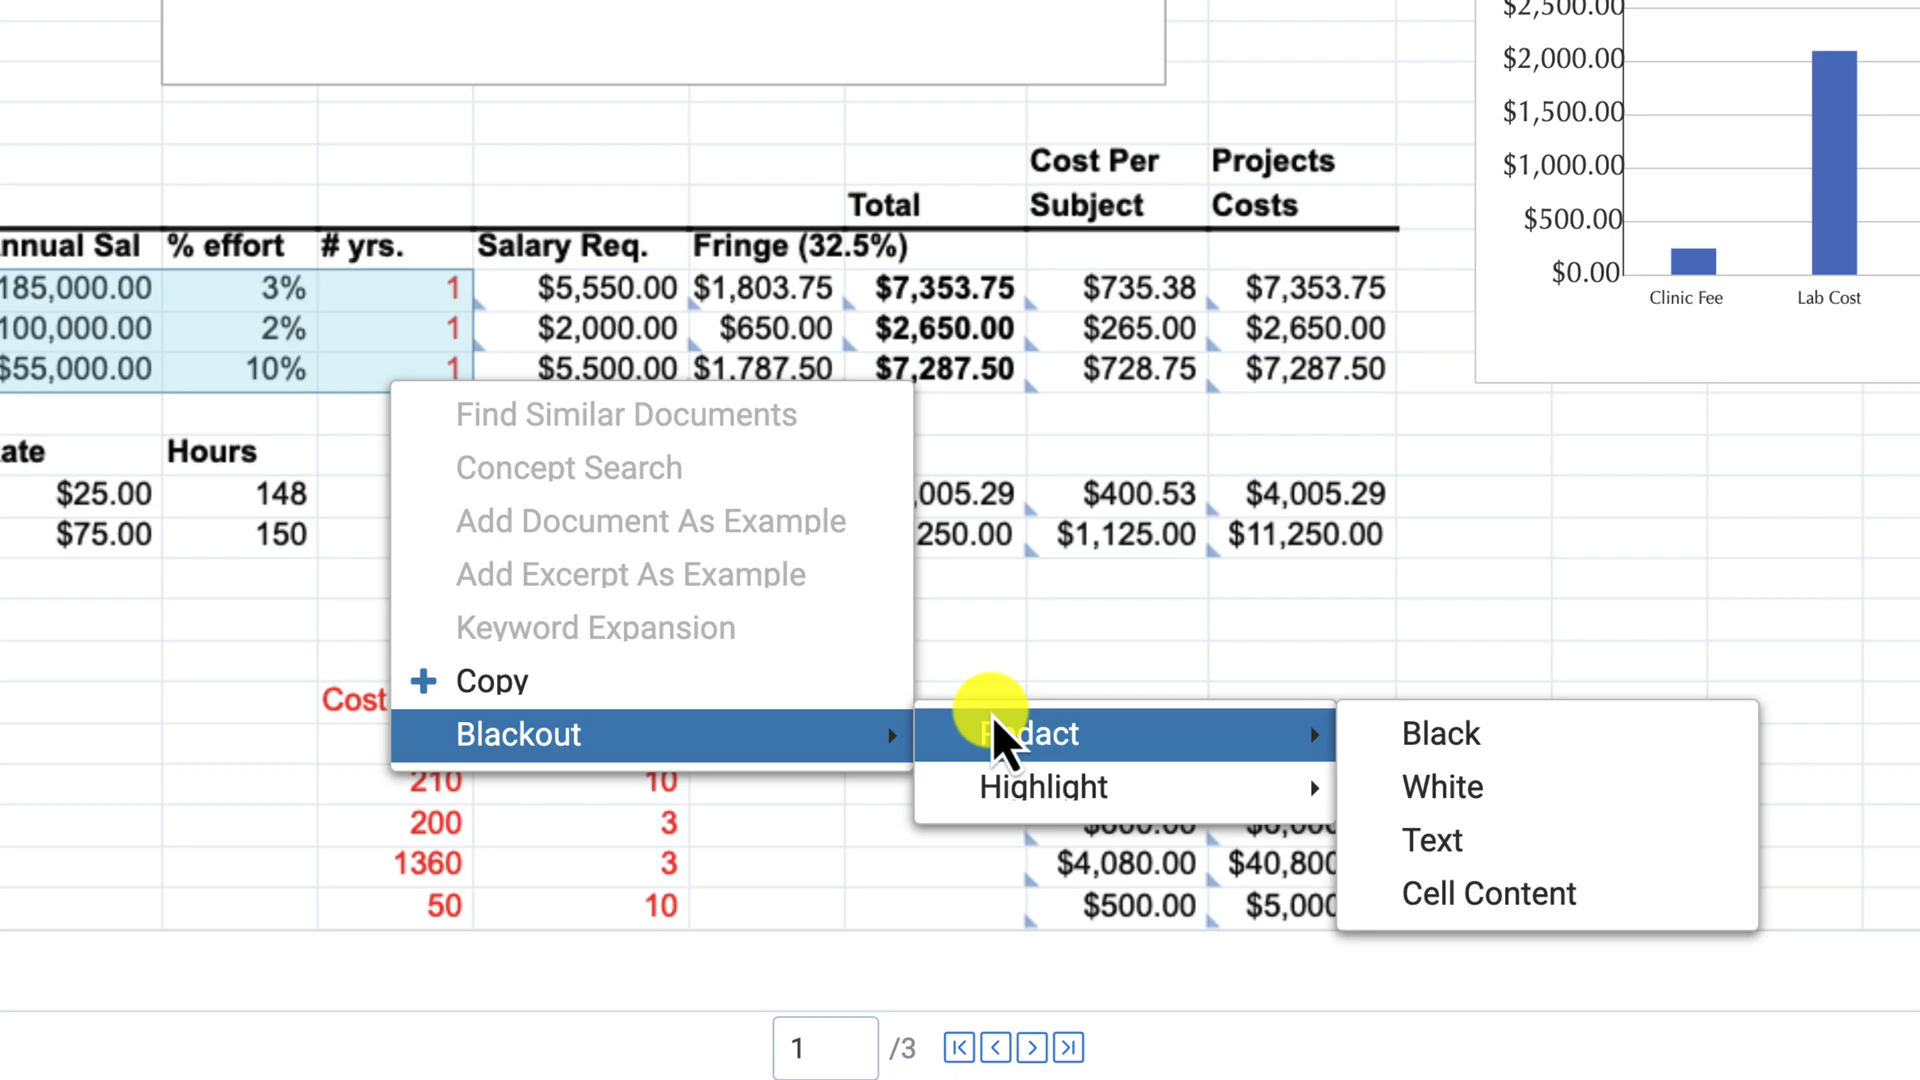 $2,500.00
$2,000.00
$1,500.00
$1,000.00
$500.00
$0.00
Clinic Fee Lab Cost
Cost Per Projects
Total Subject Costs
nnual Sal % effort # yrs. Salary Req. Fringe (32.5%)
185,000.00 3% 1 $5,550.00 $1,803.75 $7,353.75 $735.38 $7,353.75
100,000.00 2% 1 $2,000.00 $650.00 $2,650.00 $265.00 $2,650.00
$55,000.00 10% 1 $5,500.00 $1,787.50 $7,287.50 $728.75 $7,287.50
ate Hours
$25.00 148 ,005.29 $400.53 $4,005.29
$75.00 150 250.00 $1,125.00 $11,250.00
Find Similar Documents
Concept Search
Add Document As Example
Add Excerpt As Example
Keyword Expansion
Copy
Blackout
Highlight
Black
White
Text
Cell Content
Cost
210 10
200 3
1360 3 $4,080.00 $40,800
50 10 $500.00 $5,000
1 /3